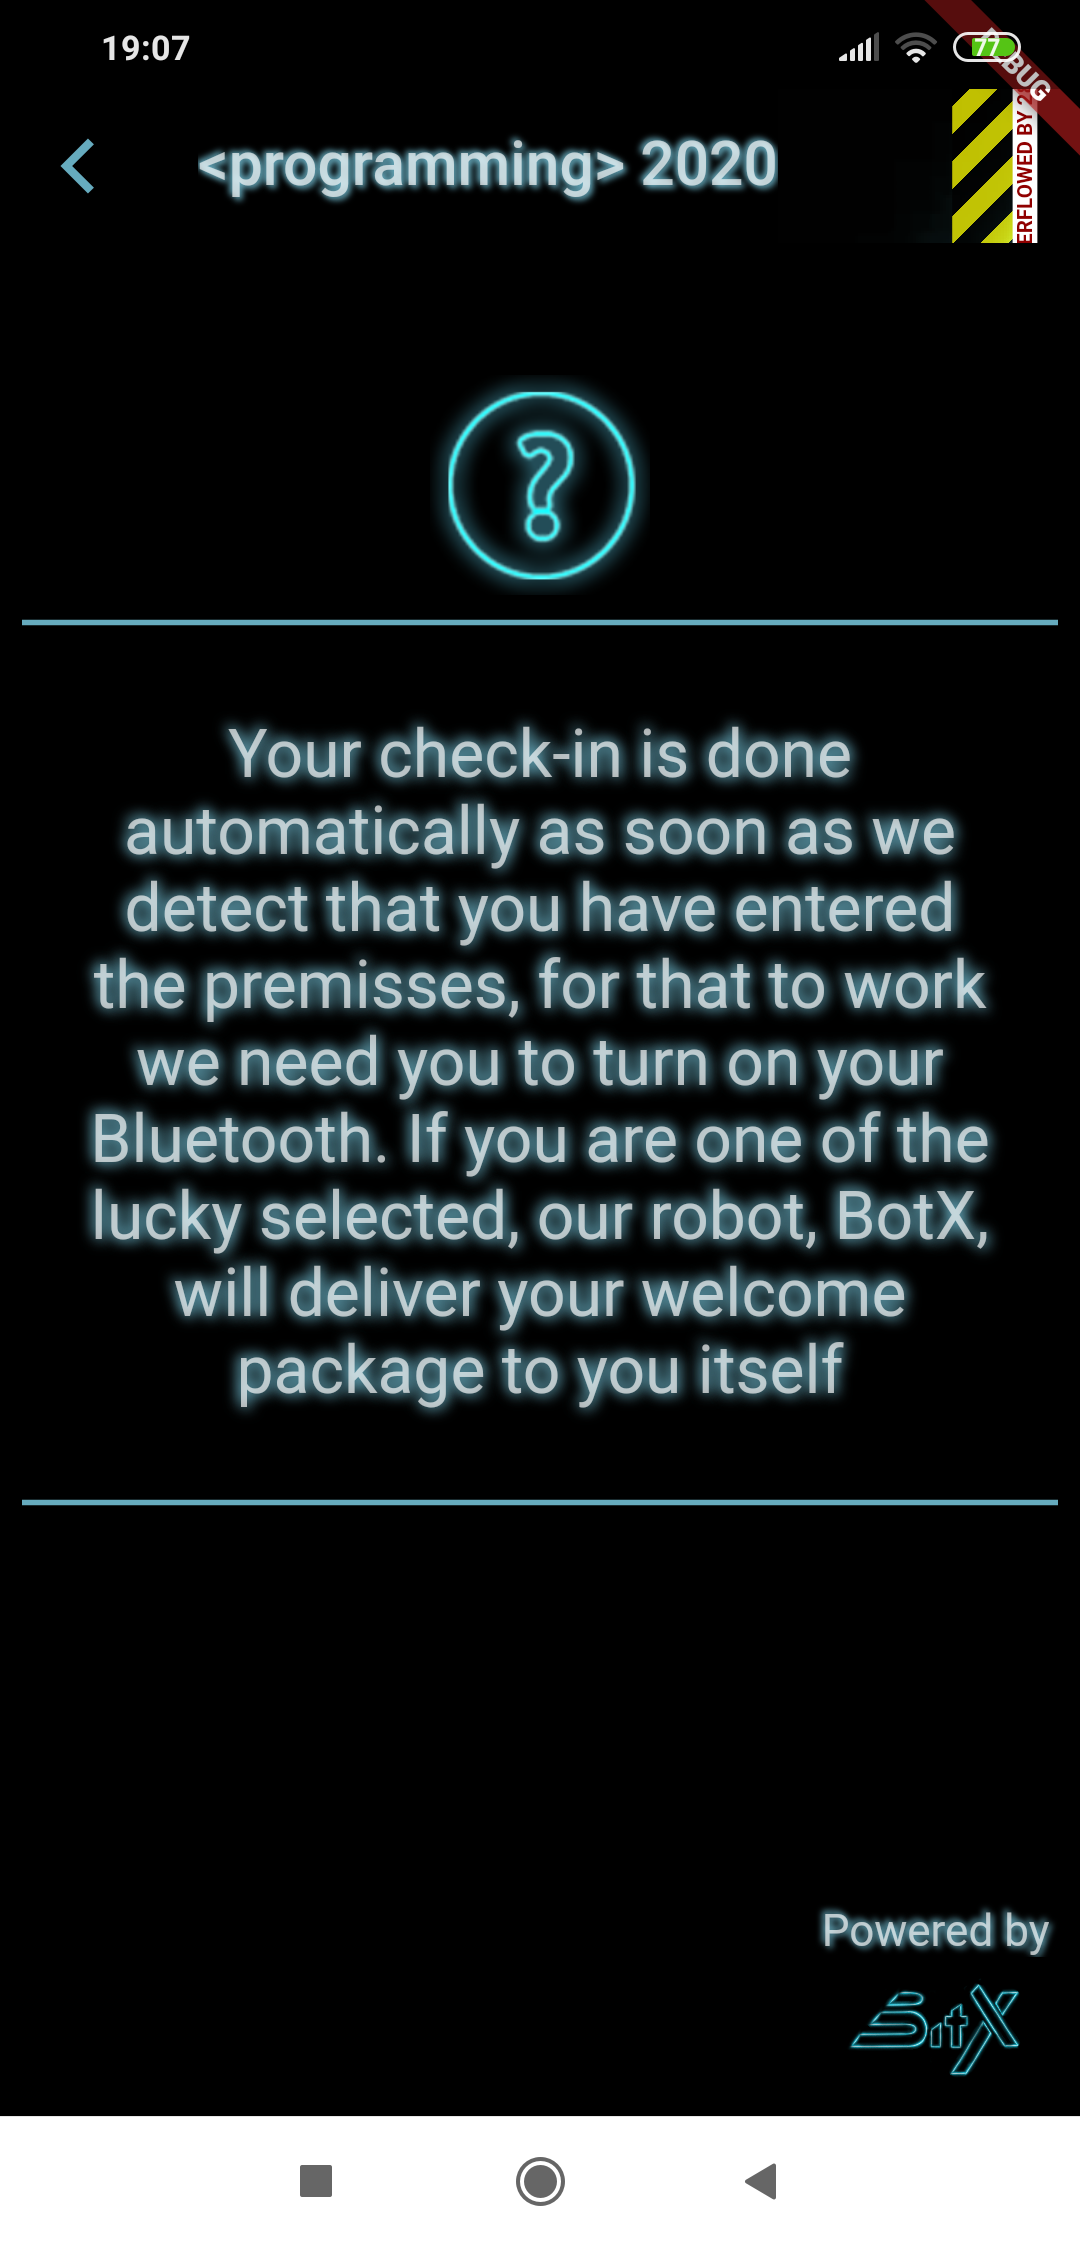 19:07
77
<programming> 2020
ERFLOWED BY
?
Your check-in is done
automatically as soon as we
detect that you have entered
the premisses, for that to work
we need you to turn on your
Bluetooth. If you are one of the
lucky selected, our robot, BotX,
will deliver your welcome
package to you itself
Powered by
BitX